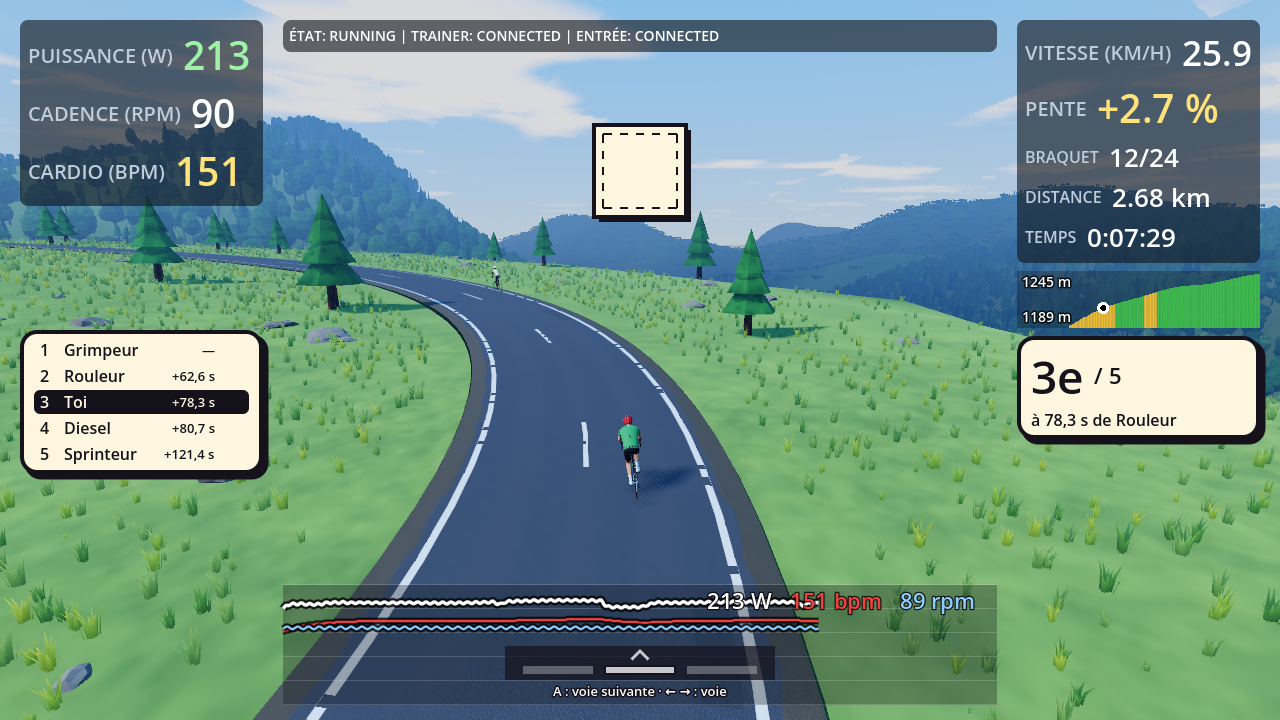 PUISSANCE (W) 213
CADENCE (RPM) 90
CARDIO (BPM) 151
ÉTAT: RUNNING | TRAINER: CONNECTED | ENTRÉE: CONNECTED
VITESSE (KM/H) 25.9
PENTE +2.7 %
BRAQUET 12/24
DISTANCE 2.68 km
TEMPS 0:07:29
1245 m
1189 m
1 Grimpeur —
2 Rouleur +62,6 s
3 Toi +78,3 s
4 Diesel +80,7 s
5 Sprinteur +121,4 s
3e / 5
à 78,3 s de Rouleur
213 W 151 bpm 89 rpm
A : voie suivante · ← → : voie